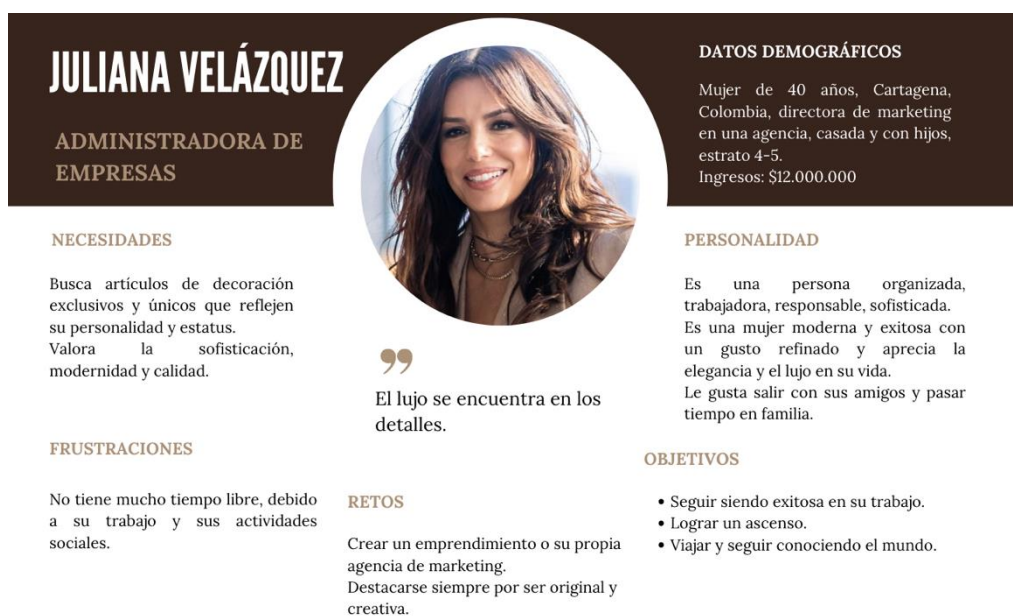 JULIANA VELÁZQUEZ
ADMINISTRADORA DE
EMPRESAS
DATOS DEMOGRÁFICOS
Mujer de 40 años, Cartagena,
Colombia, directora de marketing
en una agencia, casada y con hijos,
estrato 4-5.
Ingresos: $12.000.000
NECESIDADES
Busca artículos de decoración
exclusivos y únicos que reflejen
su personalidad y estatus.
Valora la sofisticación,
modernidad y calidad.
PERSONALIDAD
Es una persona organizada,
trabajadora, responsable, sofisticada.
Es una mujer moderna y exitosa con
un gusto refinado y aprecia la
elegancia y el lujo en su vida.
Le gusta salir con sus amigos y pasar
tiempo en familia.
”
El lujo se encuentra en los
detalles.
FRUSTRACIONES
No tiene mucho tiempo libre, debido
a su trabajo y sus actividades
sociales.
RETOS
Crear un emprendimiento o su propia
agencia de marketing.
Destacarse siempre por ser original y
creativa.
OBJETIVOS
• Seguir siendo exitosa en su trabajo.
• Lograr un ascenso.
• Viajar y seguir conociendo el mundo.